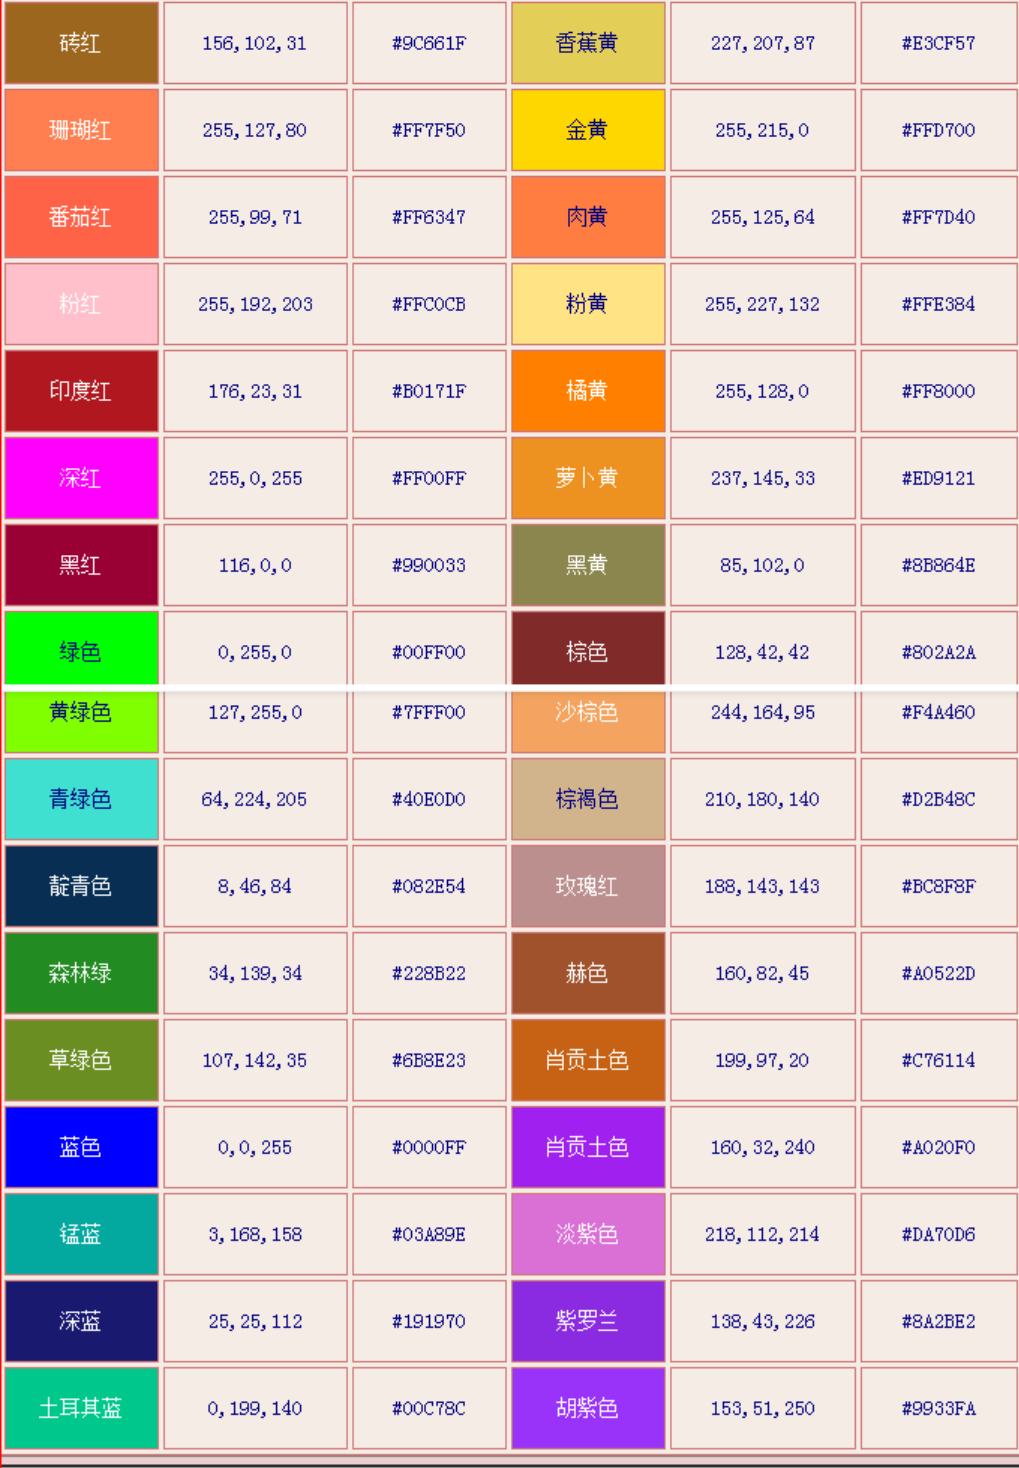 砖红 156,102,31 #9C661F 香蕉黄 227,207,87 #E3CF57
珊瑚红 255,127,80 #FF7F50 金黄 255,215,0 #FFD700
番茄红 255,99,71 #FF6347 肉黄 255,125,64 #FF7D40
粉红 255,192,203 #FFC0CB 粉黄 255,227,132 #FFE384
印度红 176,23,31 #B0171F 橘黄 255,128,0 #FF8000
深红 255,0,255 #FF00FF 萝卜黄 237,145,33 #ED9121
黑红 116,0,0 #990033 黑黄 85,102,0 #8B864E
绿色 0,255,0 #00FF00 棕色 128,42,42 #802A2A
黄绿色 127,255,0 #7FFF00 沙棕色 244,164,95 #F4A460
青绿色 64,224,205 #40E0D0 棕褐色 210,180,140 #D2B48C
靛青色 8,46,84 #082E54 玫瑰红 188,143,143 #BC8F8F
森林绿 34,139,34 #228B22 赫色 160,82,45 #A0522D
草绿色 107,142,35 #6B8E23 肖贡土色 199,97,20 #C76114
蓝色 0,0,255 #0000FF 肖贡土色 160,32,240 #A020F0
锰蓝 3,168,158 #03A89E 淡紫色 218,112,214 #DA70D6
深蓝 25,25,112 #191970 紫罗兰 138,43,226 #8A2BE2
土耳其蓝 0,199,140 #00C78C 胡紫色 153,51,250 #9933FA